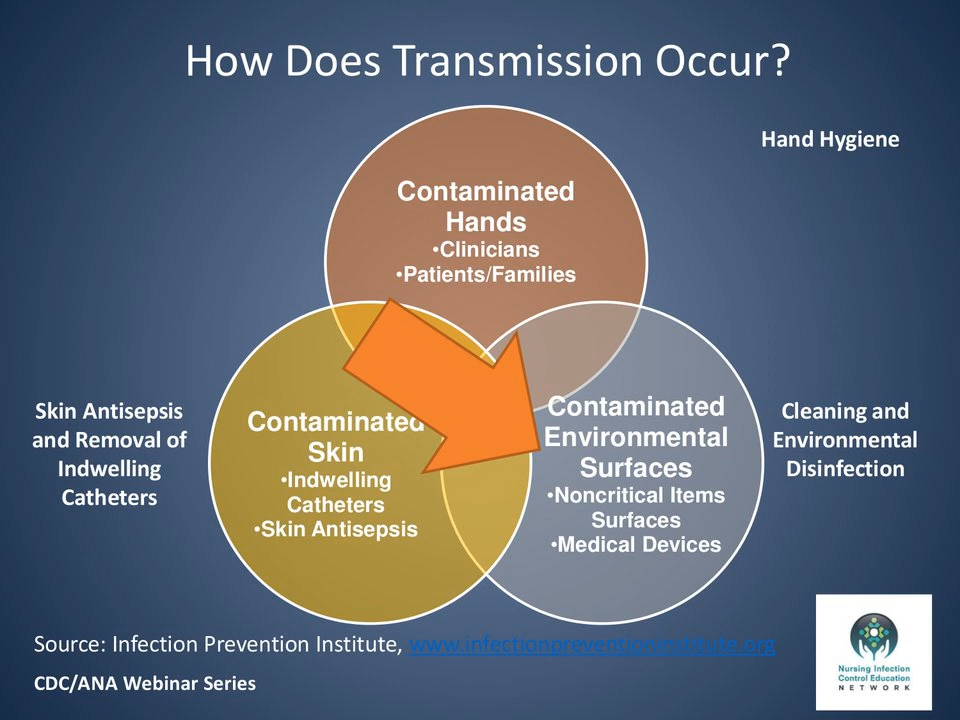 How Does Transmission Occur?
Hand Hygiene
Contaminated
Hands
•Clinicians
•Patients/Families
Skin Antisepsis
and Removal of
Indwelling
Catheters
Contaminated
Skin
•Indwelling
Catheters
•Skin Antisepsis
Contaminated
Environmental
Surfaces
•Noncritical Items
Surfaces
•Medical Devices
Cleaning and
Environmental
Disinfection
Source: Infection Prevention Institute, www.infectionpreventioninstitute.org
CDC/ANA Webinar Series
Nursing Infection
Control Education
NETWORK